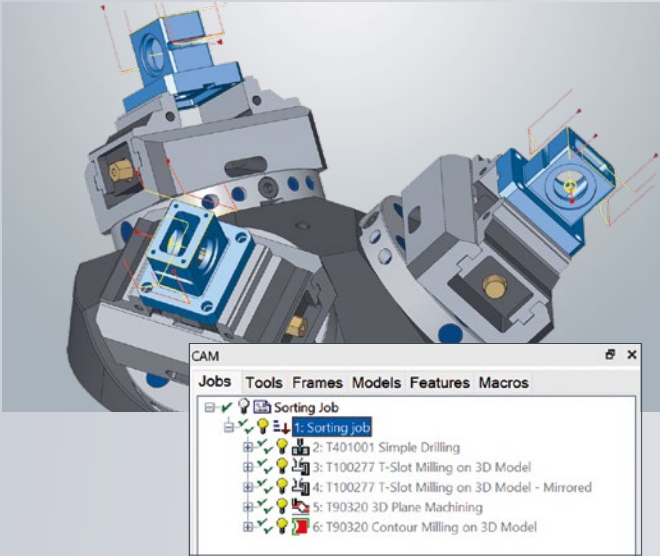 CAM
Jobs Tools Frames Models Features Macros
Sorting Job
1: Sorting job
2: T401001 Simple Drilling
3: T100277 T-Slot Milling on 3D Model
4: T100277 T-Slot Milling on 3D Model - Mirrored
5: T90320 3D Plane Machining
6: T90320 Contour Milling on 3D Model